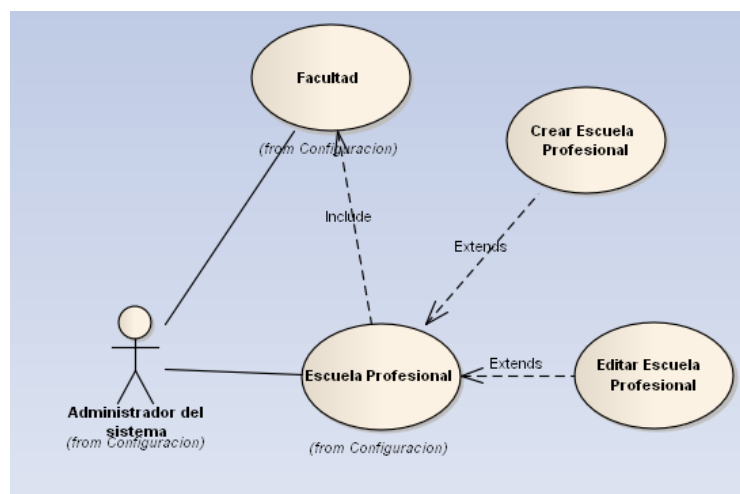 Facultad
(from Configuracion)
Crear Escuela
Profesional
Include
Extends
Escuela Profesional
(from Configuracion)
Extends
Editar Escuela
Profesional
Administrador del
sistema
(from Configuracion)